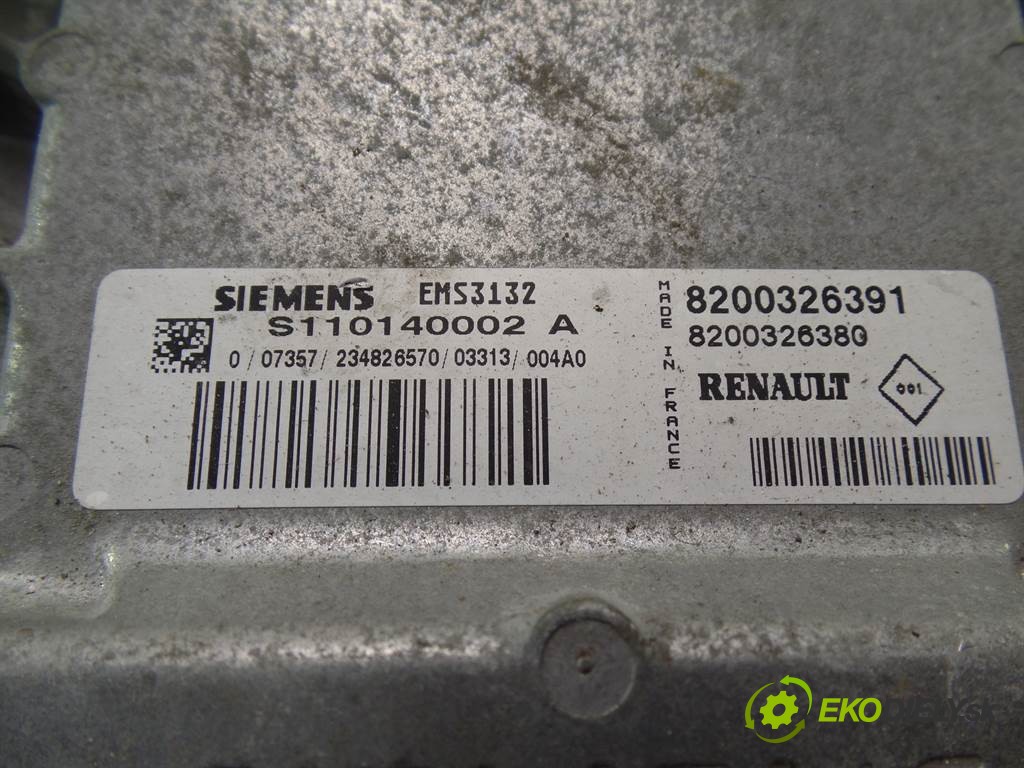 SIEMENS EMS3132
S110140002 A
0 / 07357 / 234826570 / 03313 / 004A0
MADE IN FRANCE
8200326391
8200326380
RENAULT
001
EKO